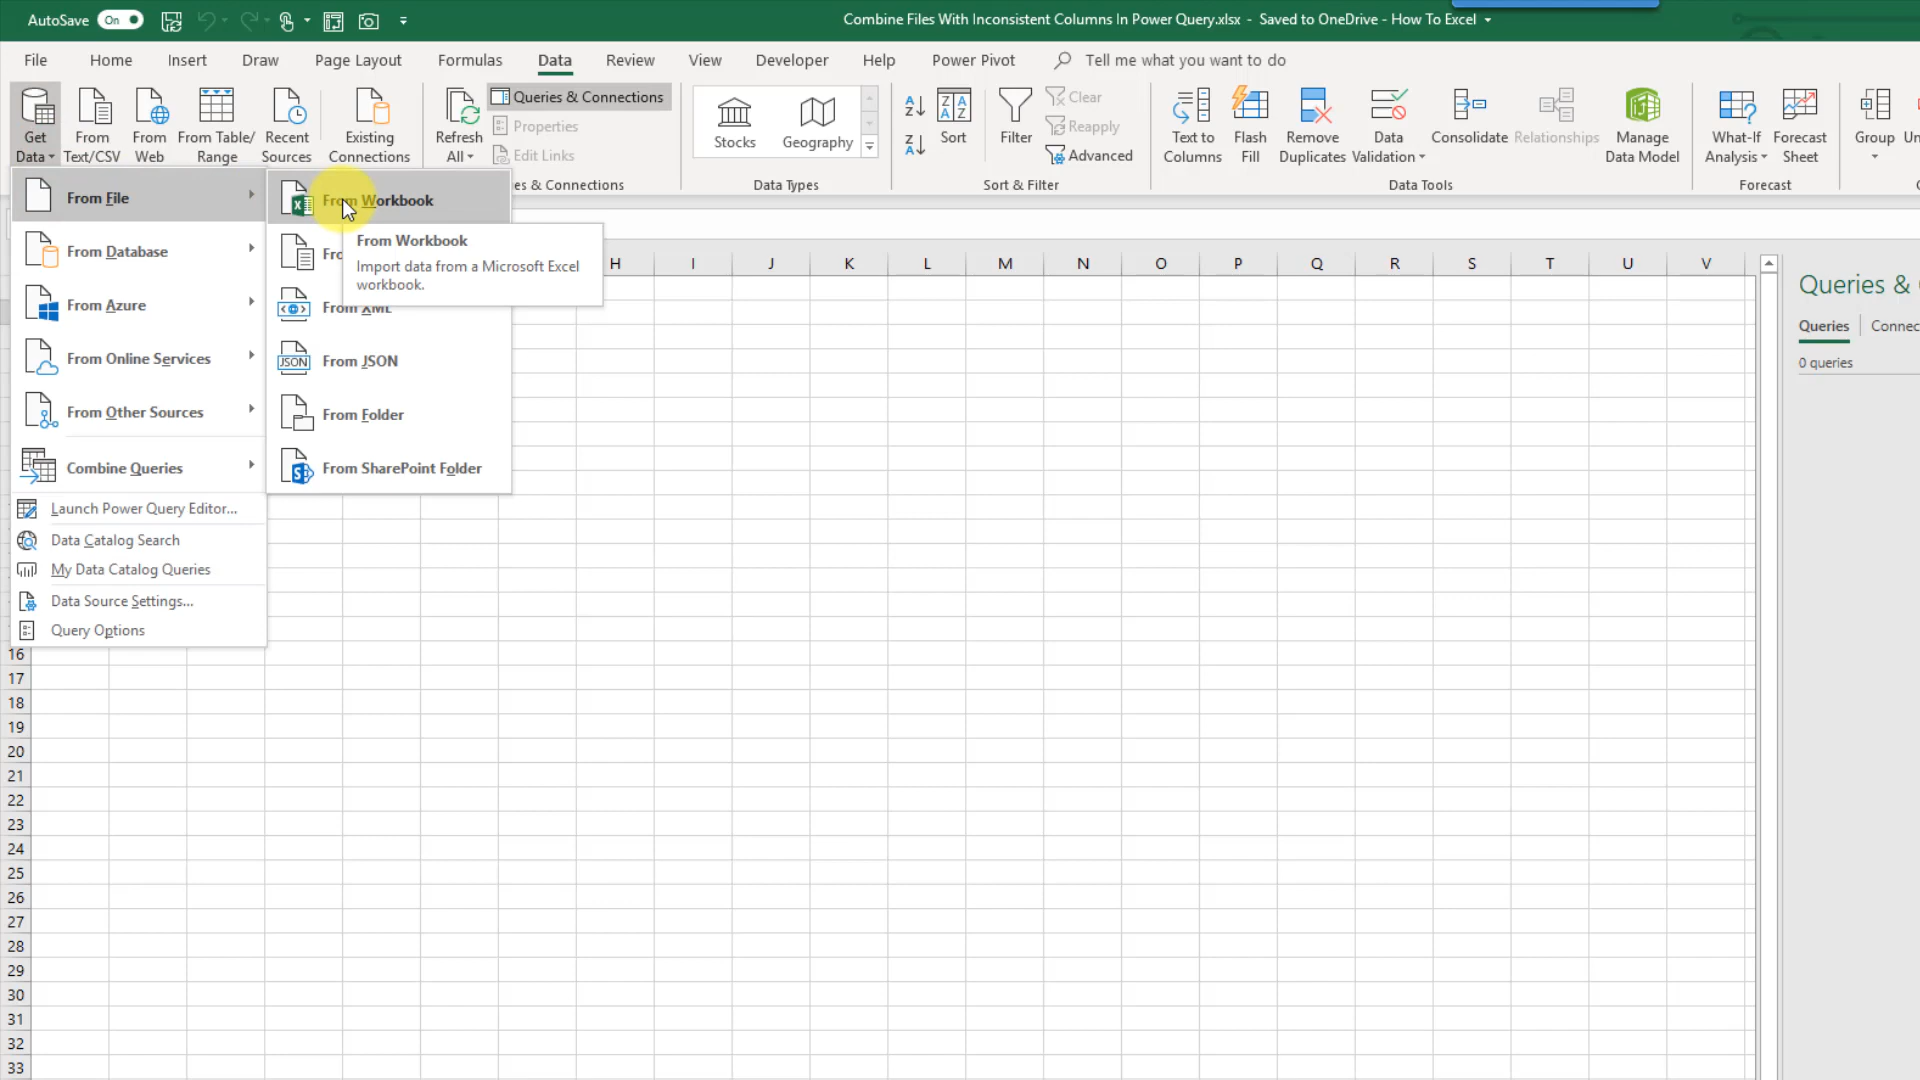 AutoSave On
Combine Files With Inconsistent Columns In Power Query.xlsx - Saved to OneDrive - How To Excel
File Home Insert Draw Page Layout Formulas Data Review View Developer Help Power Pivot Tell me what you want to do
Get Data
From Text/CSV
From Web
From Table/ Range
Recent Sources
Existing Connections
Refresh All
Queries & Connections
Properties
Edit Links
es & Connections
Stocks
Geography
Data Types
Sort
Filter
Clear
Reapply
Advanced
Sort & Filter
Text to Columns
Flash Fill
Remove Duplicates
Data Validation
Consolidate
Relationships
Manage Data Model
Data Tools
What-If Analysis
Forecast Sheet
Forecast
Group
Un
From File
From Database
From Azure
From Online Services
From Other Sources
Combine Queries
Launch Power Query Editor...
Data Catalog Search
My Data Catalog Queries
Data Source Settings...
Query Options
From Workbook
Fro
From Workbook
Import data from a Microsoft Excel
workbook.
From XML
From JSON
JSON
From Folder
From SharePoint Folder
H I J K L M N O P Q R S T U V
16
17
18
19
20
21
22
23
24
25
26
27
28
29
30
31
32
33
Queries &
Queries Connec
0 queries